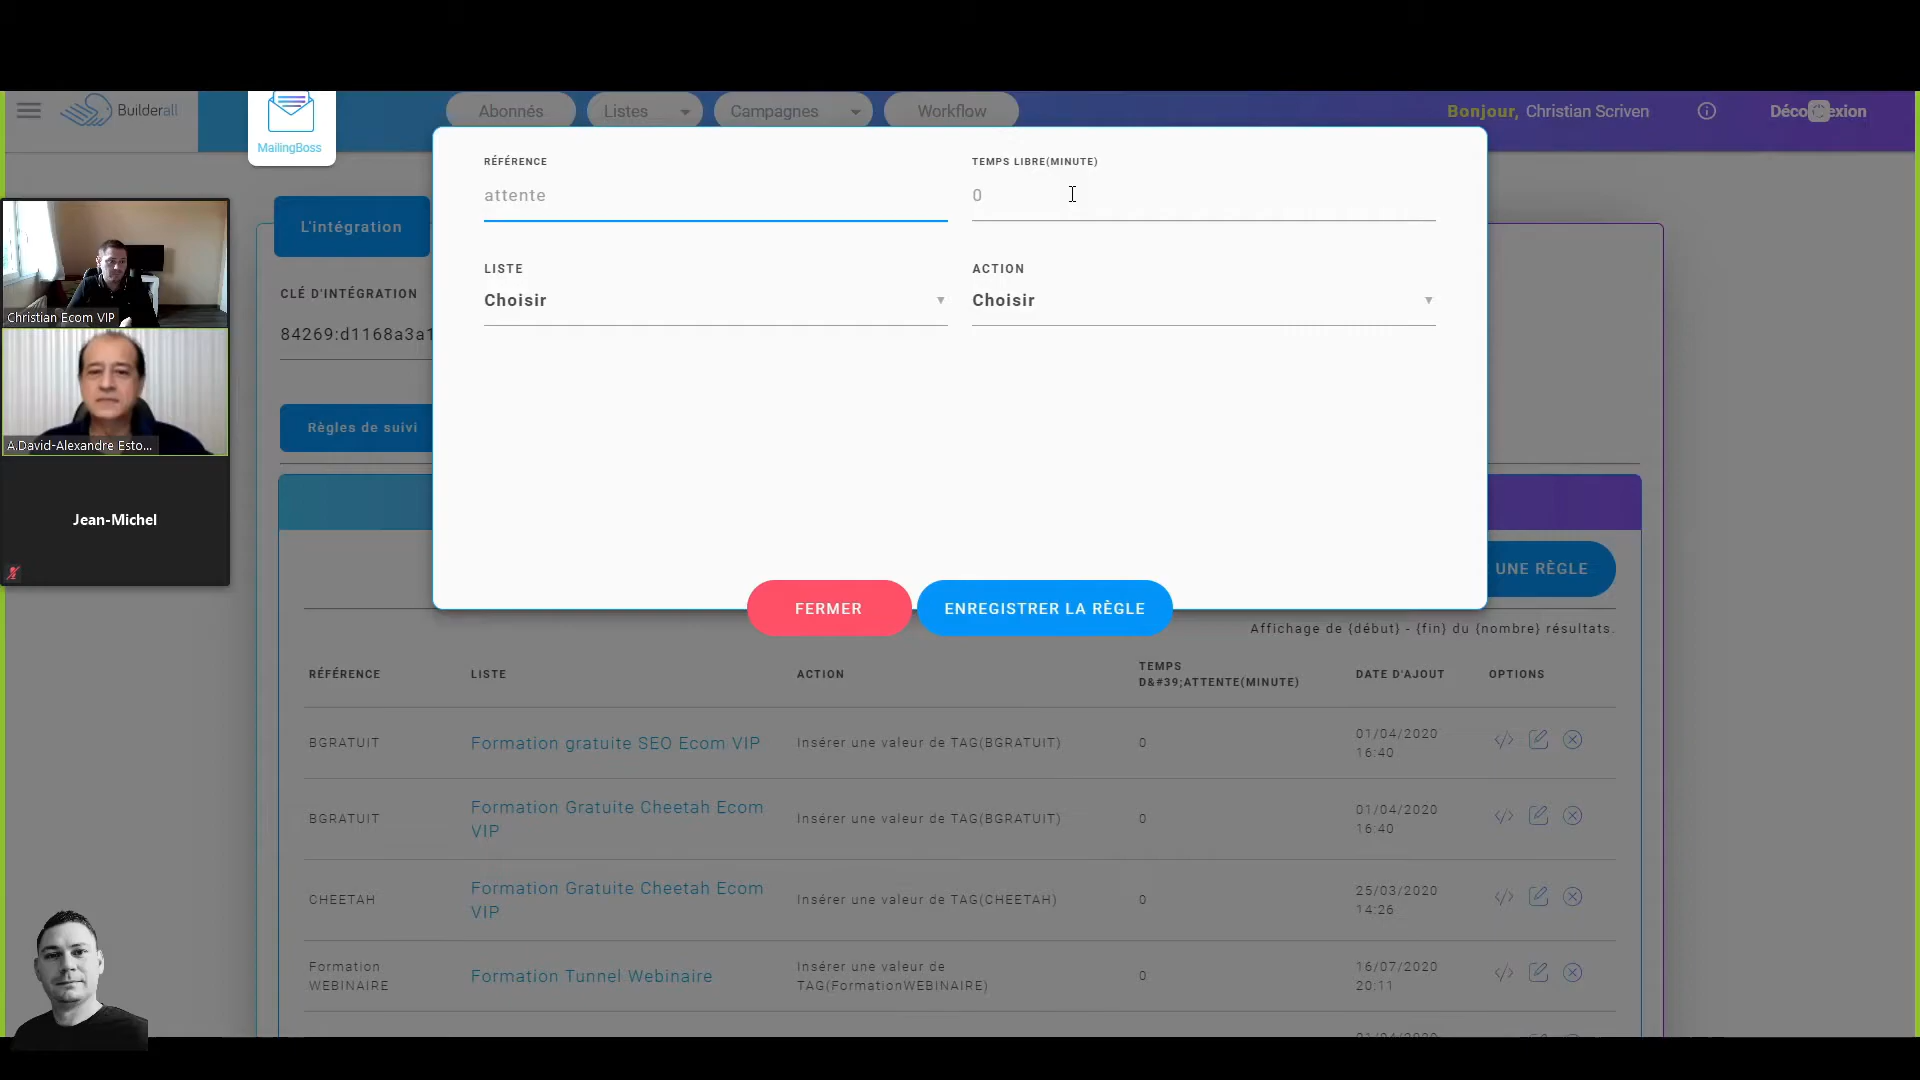 Builderall
MailingBoss
Abonnés
Listes
Campagnes
Workflow
Bonjour, Christian Scriven
RÉFÉRENCE
TEMPS LIBRE(MINUTE)
attente
0
LISTE
ACTION
Choisir
Choisir
FERMER
ENREGISTRER LA RÈGLE
L'intégration
CLÉ D'INTÉGRATION
84269:d1168a3a1
Règles de suivi
Christian Ecom VIP
A.David-Alexandre Esto...
Jean-Michel
UNE RÈGLE
Affichage de {début} - {fin} du {nombre} résultats.
RÉFÉRENCE
LISTE
ACTION
TEMPS
D&#39;ATTENTE(MINUTE)
DATE D'AJOUT
OPTIONS
BGRATUIT
Formation gratuite SEO Ecom VIP
Insérer une valeur de TAG(BGRATUIT)
0
01/04/2020
16:40
BGRATUIT
Formation Gratuite Cheetah Ecom
VIP
Insérer une valeur de TAG(BGRATUIT)
0
01/04/2020
16:40
CHEETAH
Formation Gratuite Cheetah Ecom
VIP
Insérer une valeur de TAG(CHEETAH)
0
25/03/2020
14:26
Formation
WEBINAIRE
Formation Tunnel Webinaire
Insérer une valeur de
TAG(FormationWEBINAIRE)
0
16/07/2020
20:11